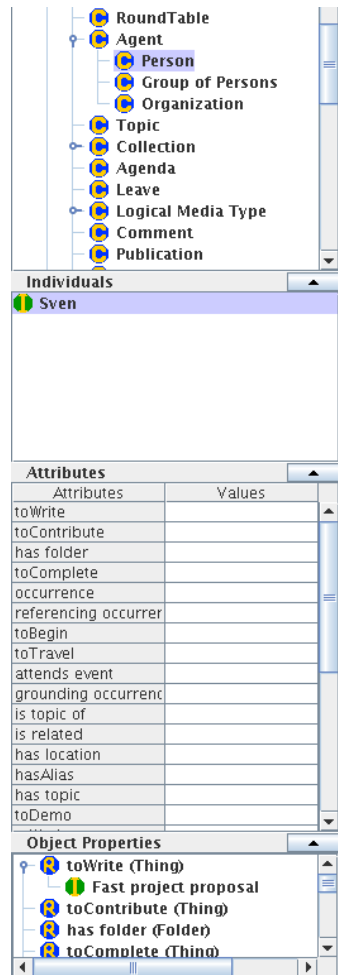 RoundTable
Agent
Person
Group of Persons
Organization
Topic
Collection
Agenda
Leave
Logical Media Type
Comment
Publication
Individuals
Sven
Attributes
Attributes Values
toWrite
toContribute
has folder
toComplete
occurrence
referencing occurrer
toBegin
toTravel
attends event
grounding occurrenc
is topic of
is related
has location
hasAlias
has topic
toDemo
Object Properties
toWrite (Thing)
Fast project proposal
toContribute (Thing)
has folder (Folder)
toComplete (Thing)